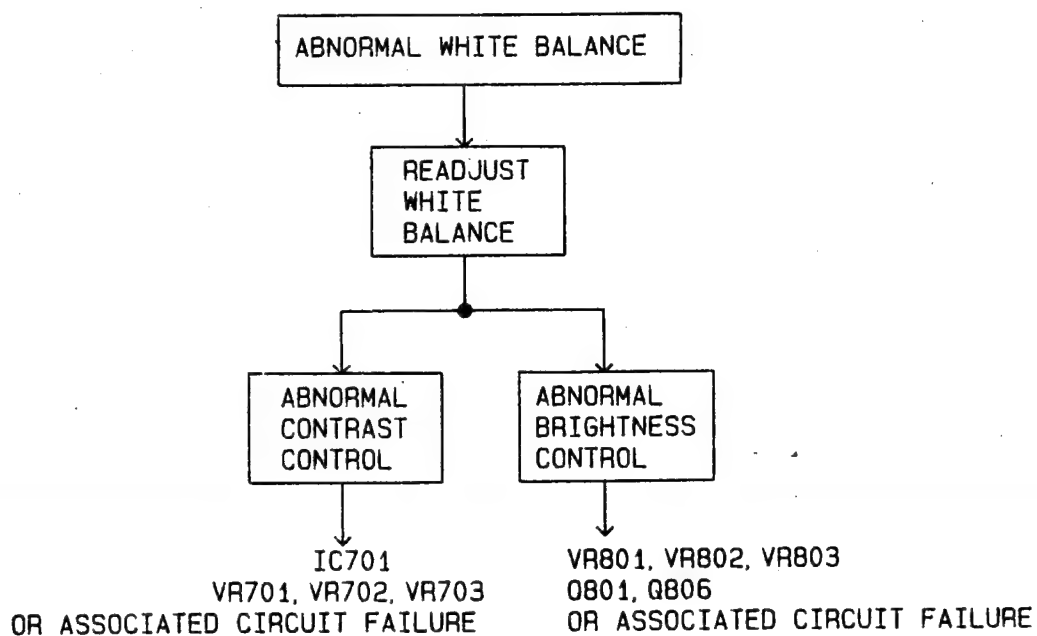 ABNORMAL WHITE BALANCE
READJUST
WHITE
BALANCE
ABNORMAL
CONTRAST
CONTROL
ABNORMAL
BRIGHTNESS
CONTROL
IC701
VR701, VR702, VR703
OR ASSOCIATED CIRCUIT FAILURE
VR801, VR802, VR803
Q801, Q806
OR ASSOCIATED CIRCUIT FAILURE